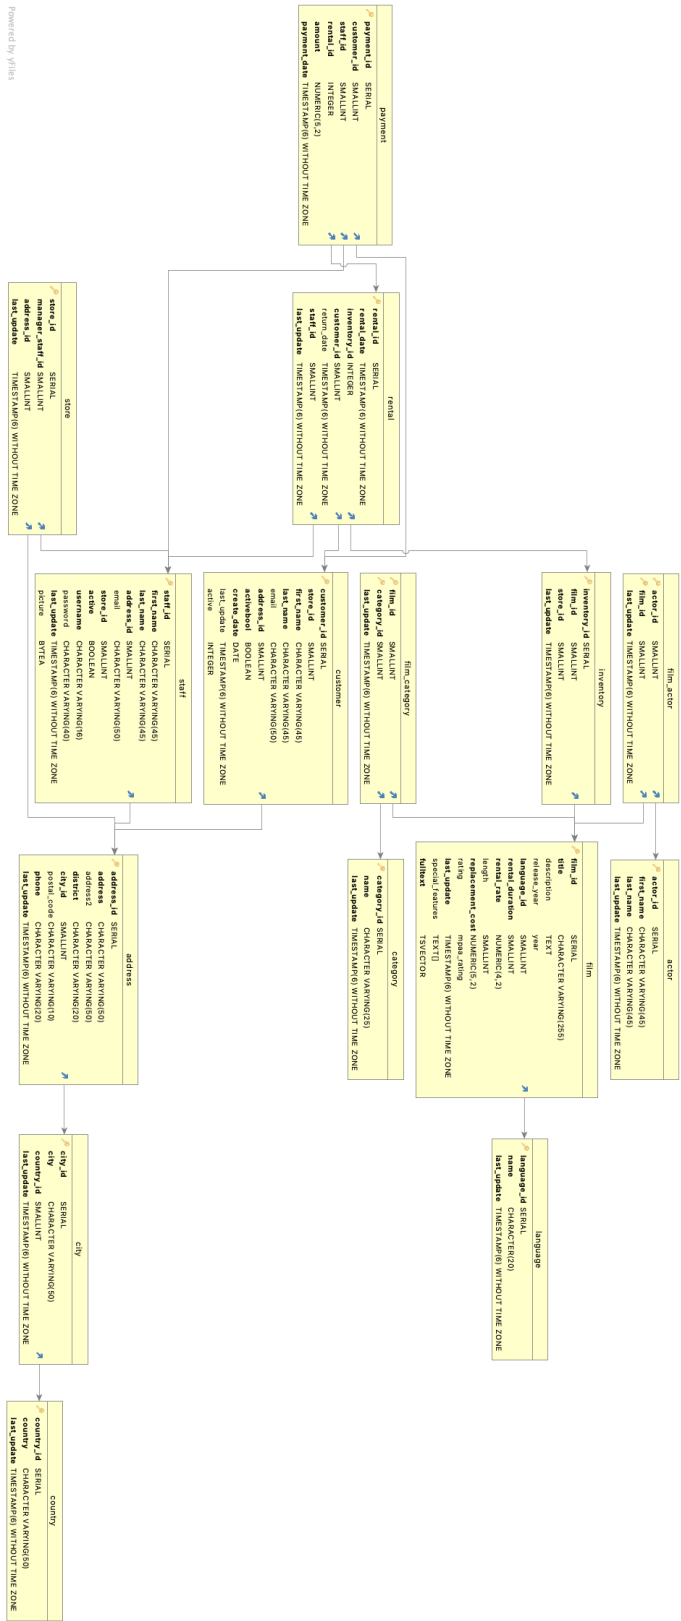 payment
payment_id SERIAL
customer_id SMALLINT
staff_id SMALLINT
rental_id INTEGER
amount NUMERIC(5,2)
payment_date TIMESTAMP(6) WITHOUT TIME ZONE
rental
rental_id SERIAL
rental_date TIMESTAMP(6) WITHOUT TIME ZONE
inventory_id INTEGER
customer_id SMALLINT
return_date TIMESTAMP(6) WITHOUT TIME ZONE
staff_id SMALLINT
last_update TIMESTAMP(6) WITHOUT TIME ZONE
store
store_id SERIAL
manager_staff_id SMALLINT
address_id SMALLINT
last_update TIMESTAMP(6) WITHOUT TIME ZONE
film_actor
actor_id SMALLINT
film_id SMALLINT
last_update TIMESTAMP(6) WITHOUT TIME ZONE
inventory
inventory_id SERIAL
film_id SMALLINT
store_id SMALLINT
last_update TIMESTAMP(6) WITHOUT TIME ZONE
film_category
film_id SMALLINT
category_id SMALLINT
last_update TIMESTAMP(6) WITHOUT TIME ZONE
customer
customer_id SERIAL
store_id SMALLINT
first_name CHARACTER VARYING(45)
last_name CHARACTER VARYING(45)
email CHARACTER VARYING(50)
address_id SMALLINT
activebool BOOLEAN
create_date DATE
last_update TIMESTAMP(6) WITHOUT TIME ZONE
active INTEGER
staff
staff_id SERIAL
first_name CHARACTER VARYING(45)
last_name CHARACTER VARYING(45)
address_id SMALLINT
email CHARACTER VARYING(50)
store_id SMALLINT
active BOOLEAN
username CHARACTER VARYING(16)
password CHARACTER VARYING(40)
last_update TIMESTAMP(6) WITHOUT TIME ZONE
picture BYTEA
actor
actor_id SERIAL
first_name CHARACTER VARYING(45)
last_name CHARACTER VARYING(45)
last_update TIMESTAMP(6) WITHOUT TIME ZONE
film
film_id SERIAL
title CHARACTER VARYING(255)
description TEXT
release_year year
language_id SMALLINT
rental_duration SMALLINT
rental_rate NUMERIC(4,2)
length SMALLINT
replacement_cost NUMERIC(5,2)
rating mpaa_rating
last_update TIMESTAMP(6) WITHOUT TIME ZONE
special_features TEXT[]
fulltext TSVECTOR
category
category_id SERIAL
name CHARACTER VARYING(25)
last_update TIMESTAMP(6) WITHOUT TIME ZONE
address
address_id SERIAL
address CHARACTER VARYING(50)
address2 CHARACTER VARYING(50)
district CHARACTER VARYING(20)
city_id SMALLINT
postal_code CHARACTER VARYING(10)
phone CHARACTER VARYING(20)
last_update TIMESTAMP(6) WITHOUT TIME ZONE
language
language_id SERIAL
name CHARACTER(20)
last_update TIMESTAMP(6) WITHOUT TIME ZONE
city
city_id SERIAL
city CHARACTER VARYING(50)
country_id SMALLINT
last_update TIMESTAMP(6) WITHOUT TIME ZONE
country
country_id SERIAL
country CHARACTER VARYING(50)
last_update TIMESTAMP(6) WITHOUT TIME ZONE
Powered by yFiles